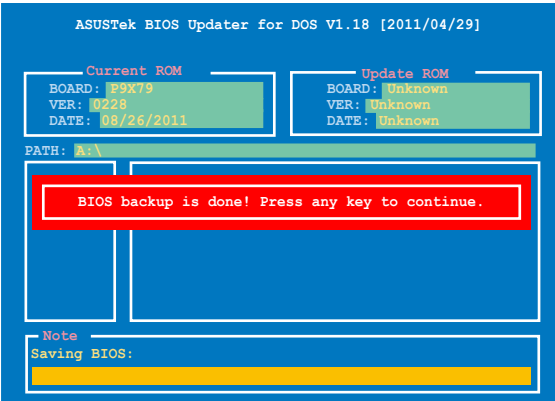 ASUSTek BIOS Updater for DOS V1.18 [2011/04/29]
Current ROM
BOARD: P9X79
VER: 0228
DATE: 08/26/2011
Update ROM
BOARD: Unknown
VER: Unknown
DATE: Unknown
PATH: A:\
BIOS backup is done! Press any key to continue.
Note
Saving BIOS: